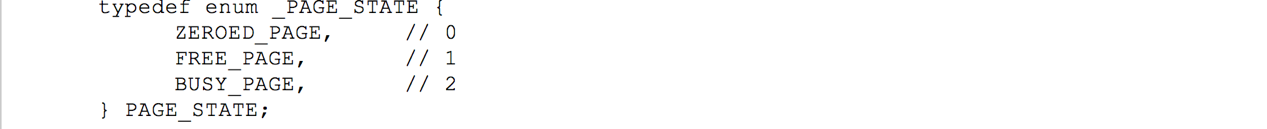 typedef enum _PAGE_STATE {
ZEROED_PAGE, // 0
FREE_PAGE, // 1
BUSY_PAGE, // 2
} PAGE_STATE;